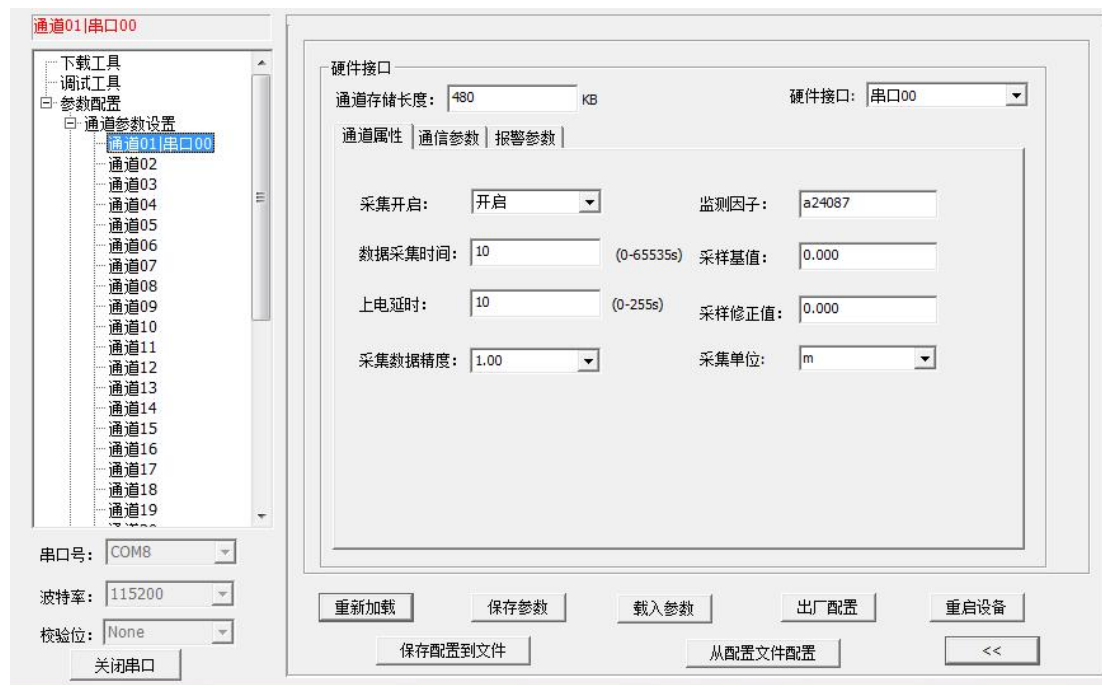 通道01|串口00
下载工具
调试工具
参数配置
通道参数设置
通道01|串口00
通道02
通道03
通道04
通道05
通道06
通道07
通道08
通道09
通道10
通道11
通道12
通道13
通道14
通道15
通道16
通道17
通道18
通道19
串口号： COM8
波特率： 115200
校验位： None
关闭串口
硬件接口
通道存储长度： 480 KB 硬件接口: 串口00
通道属性 通信参数 报警参数
采集开启： 开启 监测因子： a24087
数据采集时间： 10 (0-65535s) 采样基值： 0.000
上电延时： 10 (0-255s) 采样修正值： 0.000
采集数据精度： 1.00 采集单位: m
重新加载 保存参数 载入参数 出厂配置 重启设备
保存配置到文件 从配置文件配置 <<